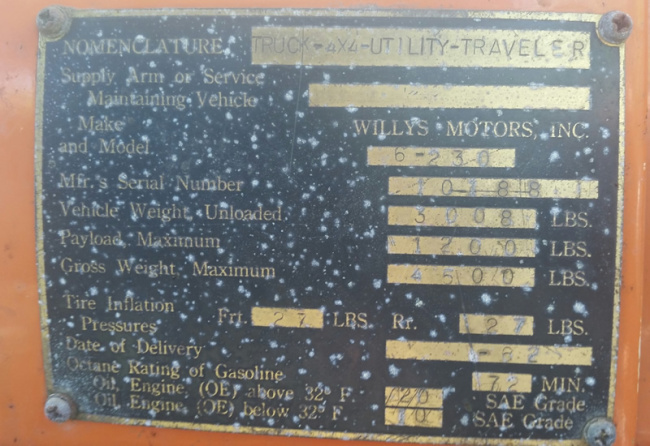 NOMENCLATURE TRUCK-4X4-UTILITY-TRAVELER
Supply Arm or Service
Maintaining Vehicle
Make WILLYS MOTORS, INC.
and Model 6-230
Mfr.'s Serial Number 10488
Vehicle Weight Unloaded 3008 LBS.
Payload Maximum 1200 LBS.
Gross Weight Maximum 4500 LBS.
Tire Inflation
Pressures Frt. 27 LBS Rr. 27 LBS.
Date of Delivery -82
Octane Rating of Gasoline 72 MIN.
Oil, Engine, (OE) above 32° F. 20 SAE Grade
Oil, Engine, (OE) below 32° F. 10 SAE Grade